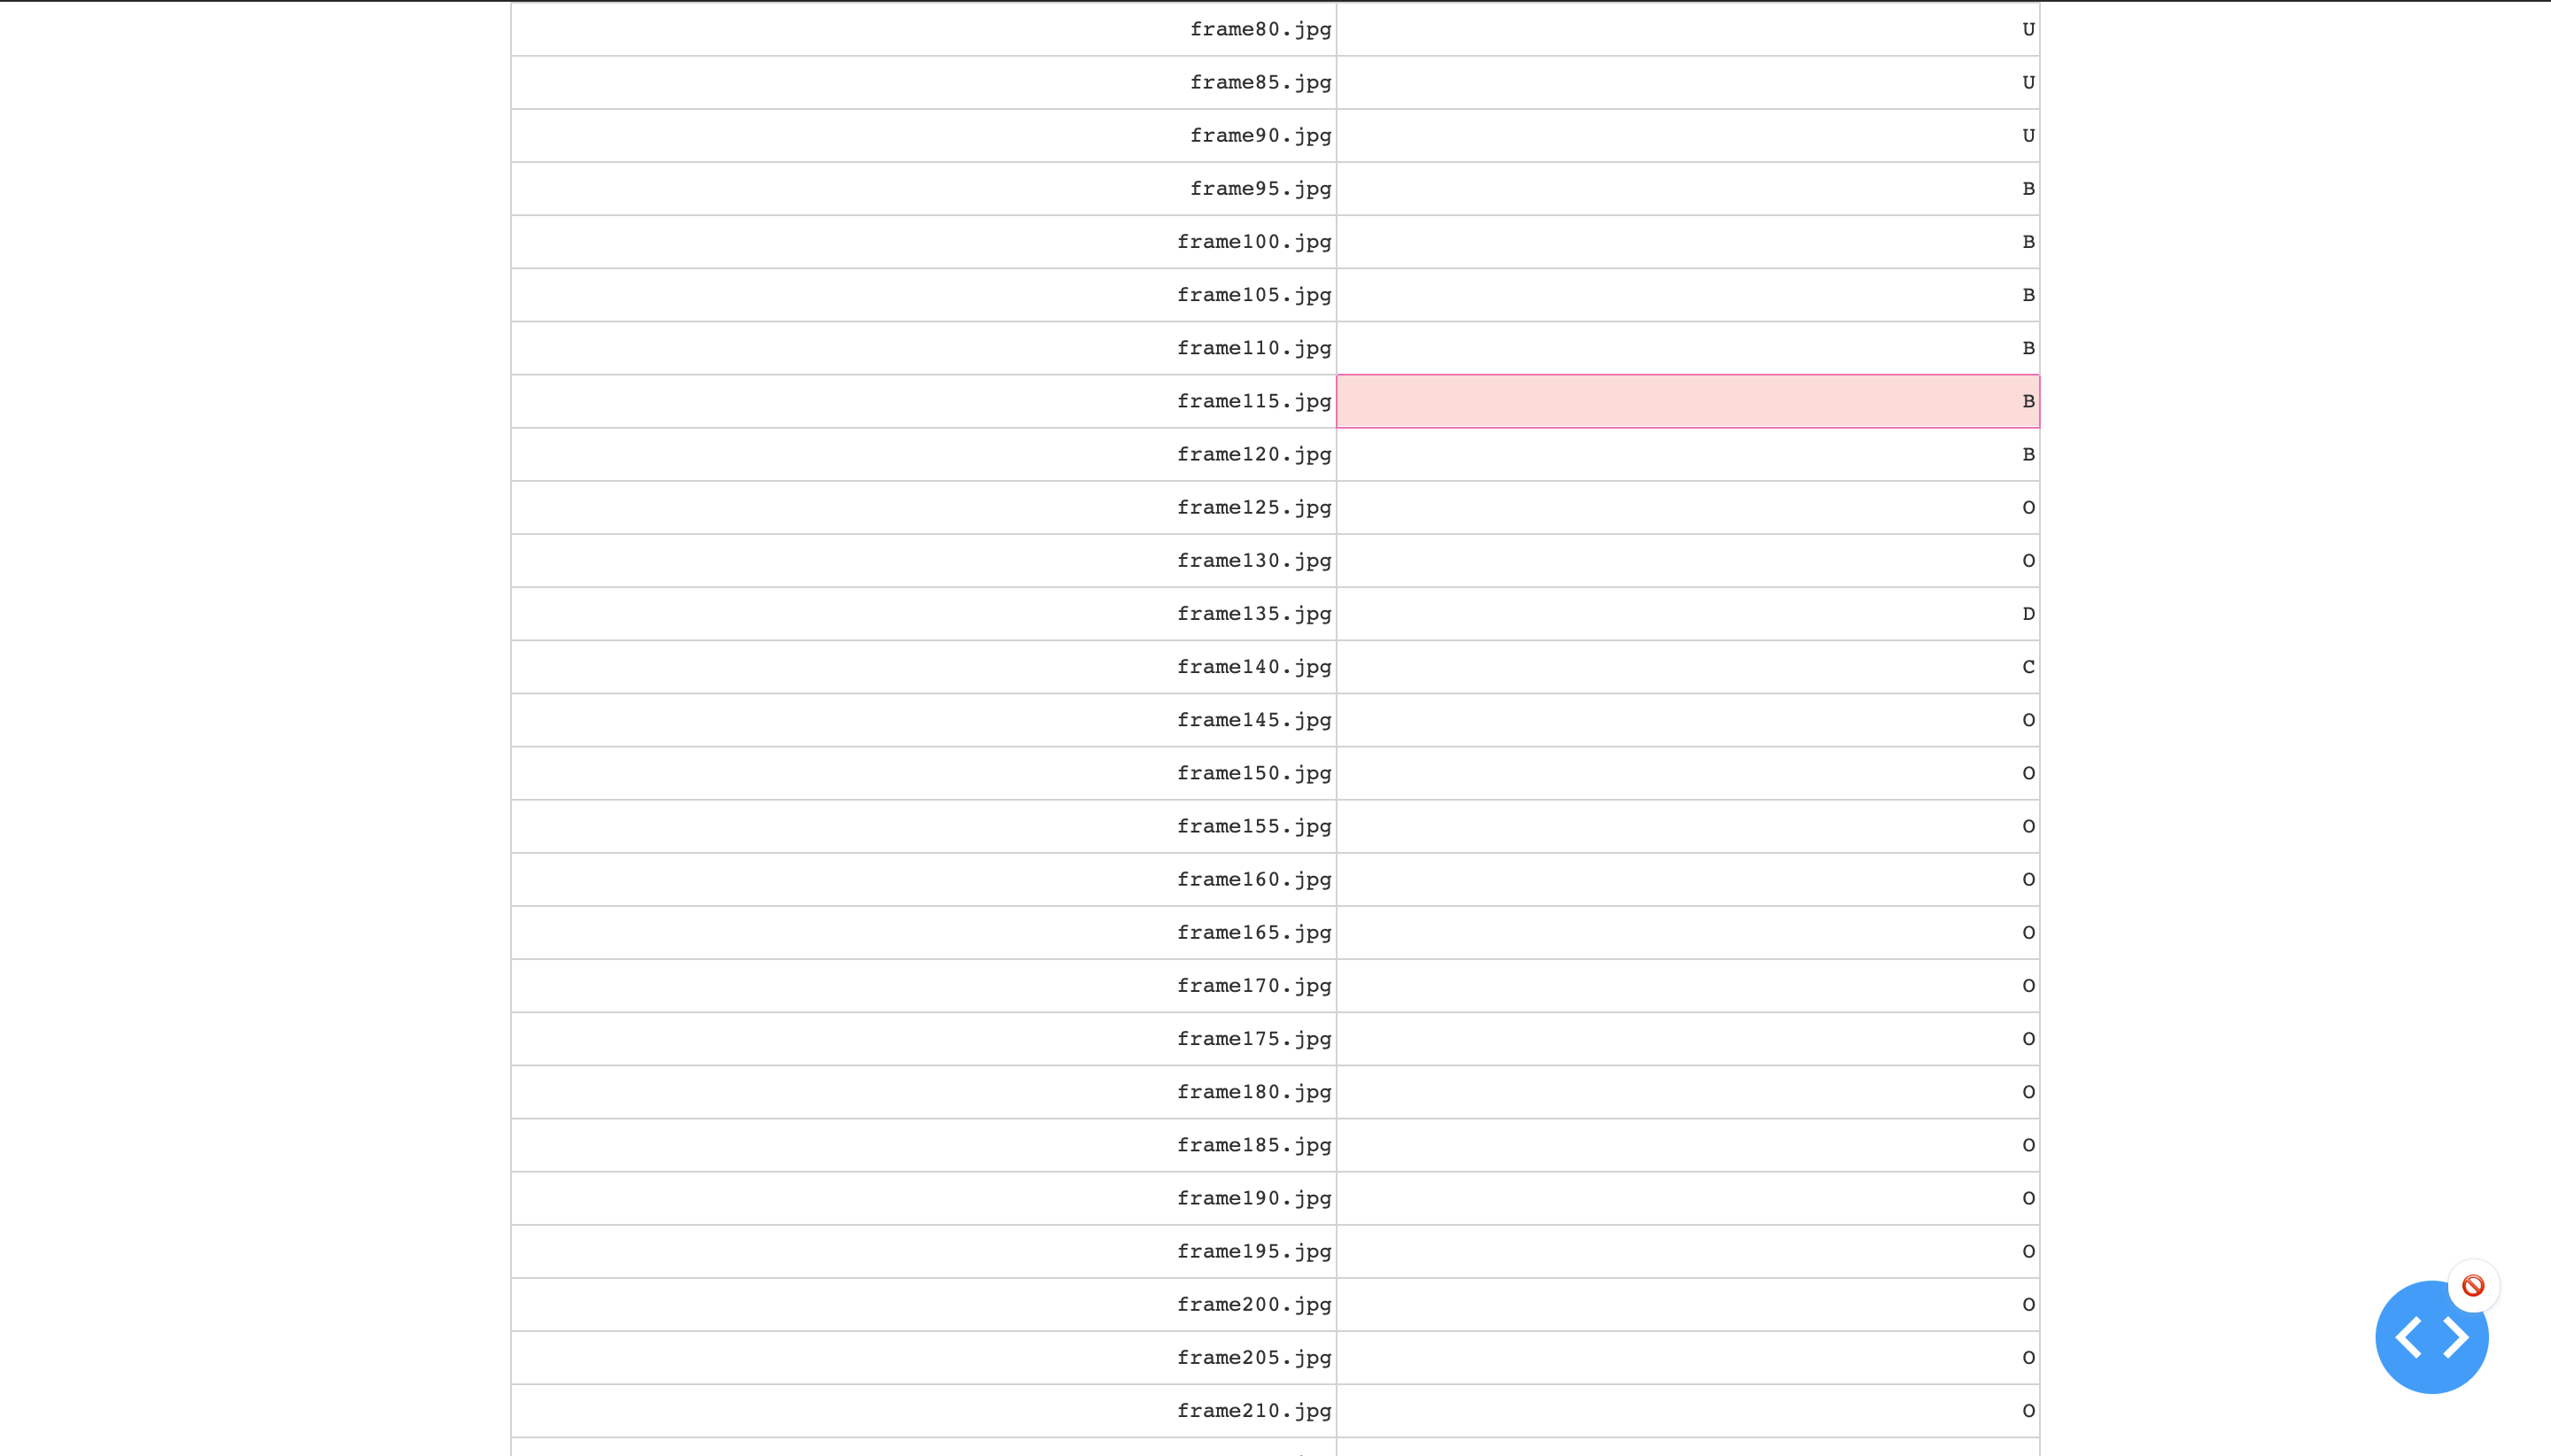 frame80.jpg U
frame85.jpg U
frame90.jpg U
frame95.jpg B
frame100.jpg B
frame105.jpg B
frame110.jpg B
frame115.jpg B
frame120.jpg B
frame125.jpg O
frame130.jpg O
frame135.jpg D
frame140.jpg C
frame145.jpg O
frame150.jpg O
frame155.jpg O
frame160.jpg O
frame165.jpg O
frame170.jpg O
frame175.jpg O
frame180.jpg O
frame185.jpg O
frame190.jpg O
frame195.jpg O
frame200.jpg O
frame205.jpg O
frame210.jpg O